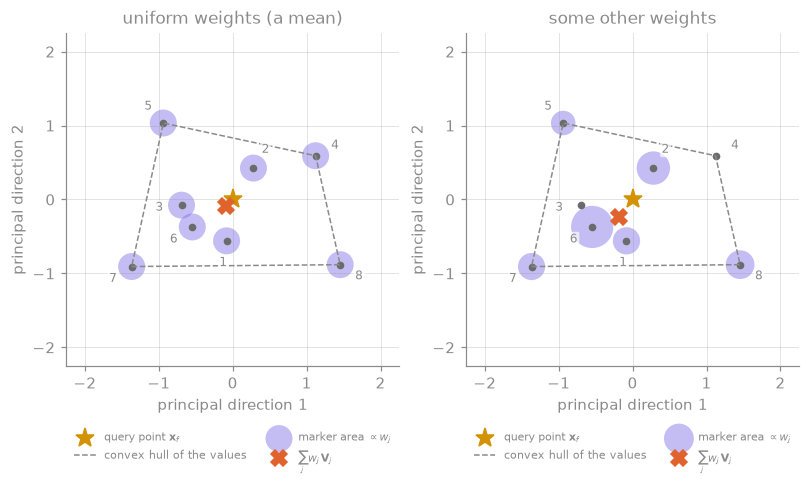 uniform weights (a mean)
some other weights
2
1
0
−1
−2
−2 −1 0 1 2
principal direction 1
principal direction 2
5
4
2
3
6
1
7
8
2
1
0
−1
−2
−2 −1 0 1 2
principal direction 1
principal direction 2
5
4
2
3
6
1
7
8
query point x_f
convex hull of the values
marker area ∝ w_j
∑_j w_j V_j
query point x_f
convex hull of the values
marker area ∝ w_j
∑_j w_j V_j